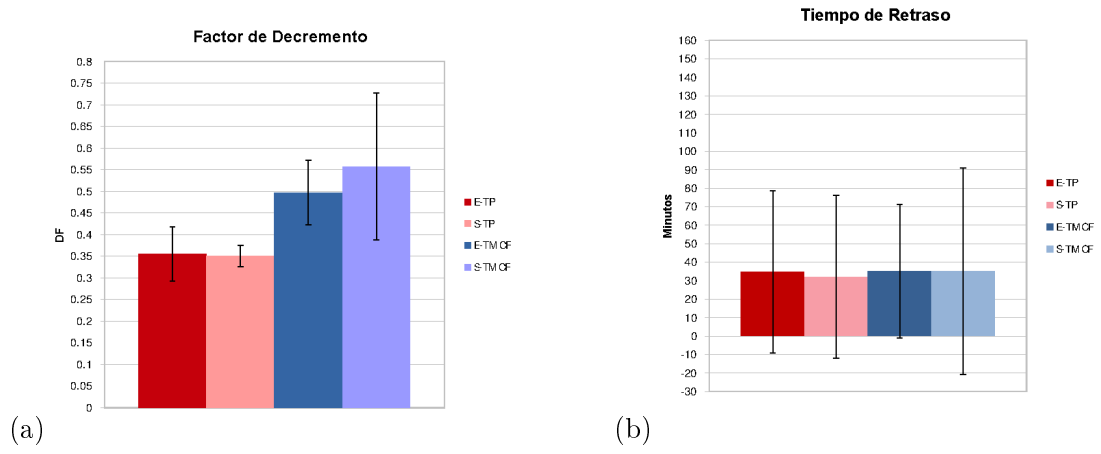 Factor de Decremento
0.8
0.75
0.7
0.65
0.6
0.55
0.5
0.45
0.4
0.35
0.3
0.25
0.2
0.15
0.1
0.05
0
DF
E-TP
S-TP
E-TMCF
S-TMCF
(a)
Tiempo de Retraso
160
150
140
130
120
110
100
90
80
70
60
50
40
30
20
10
0
-10
-20
-30
Minutos
E-TP
S-TP
E-TMCF
S-TMCF
(b)